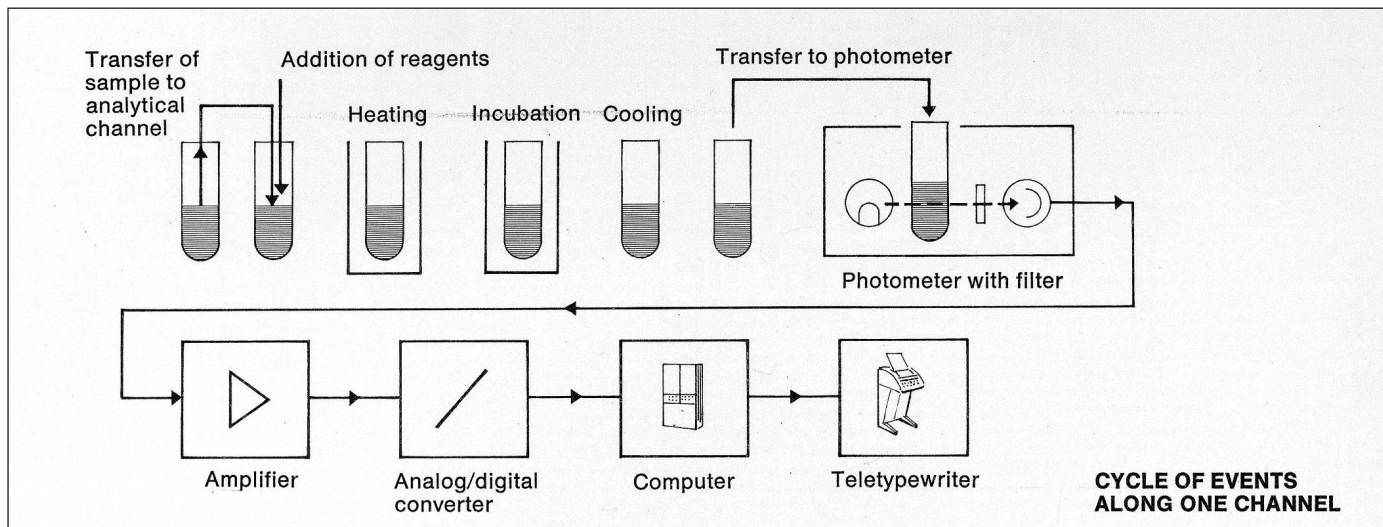 Transfer of
sample to
analytical
channel
Addition of reagents
Heating
Incubation
Cooling
Transfer to photometer
Photometer with filter
Amplifier
Analog/digital
converter
Computer
Teletypewriter
CYCLE OF EVENTS
ALONG ONE CHANNEL